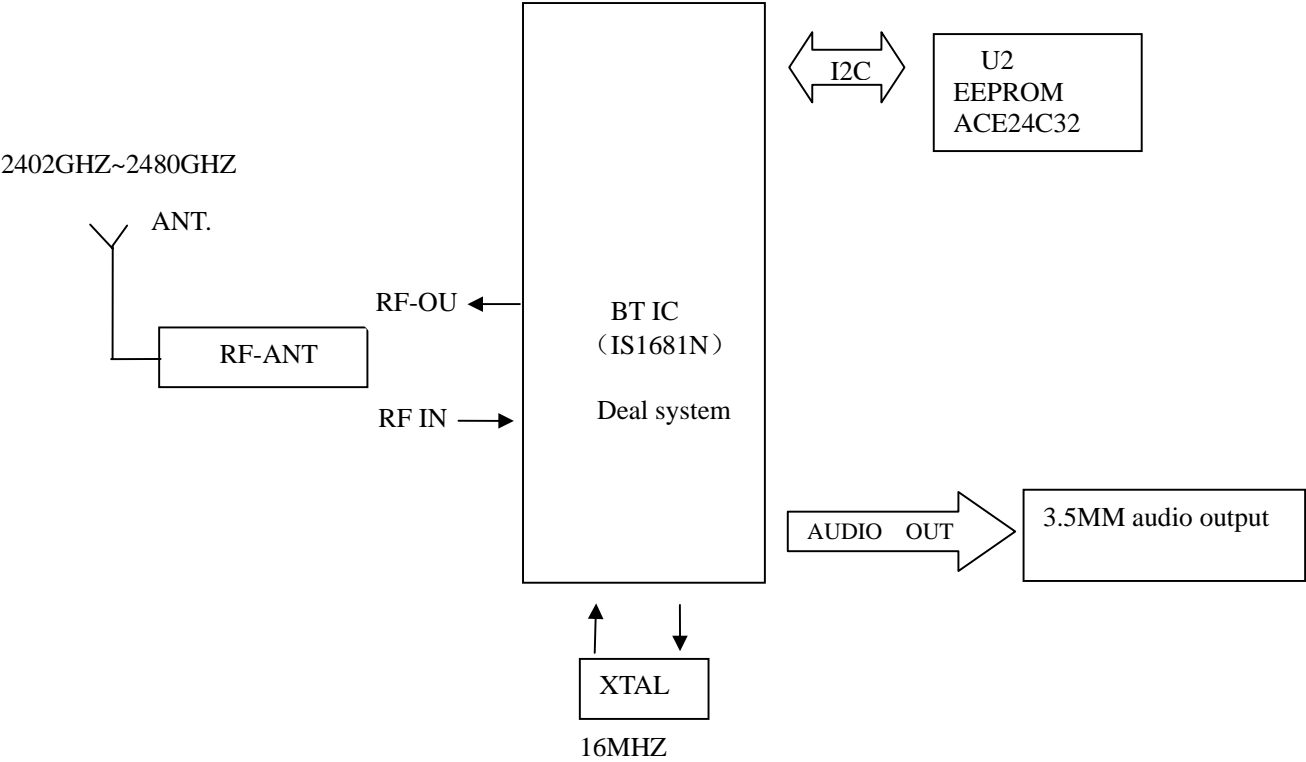 I2C
U2
EEPROM
ACE24C32
2402GHZ~2480GHZ
ANT.
RF-OU
BT IC
（IS1681N）
RF-ANT
Deal system
RF IN
AUDIO OUT
3.5MM audio output
XTAL
16MHZ